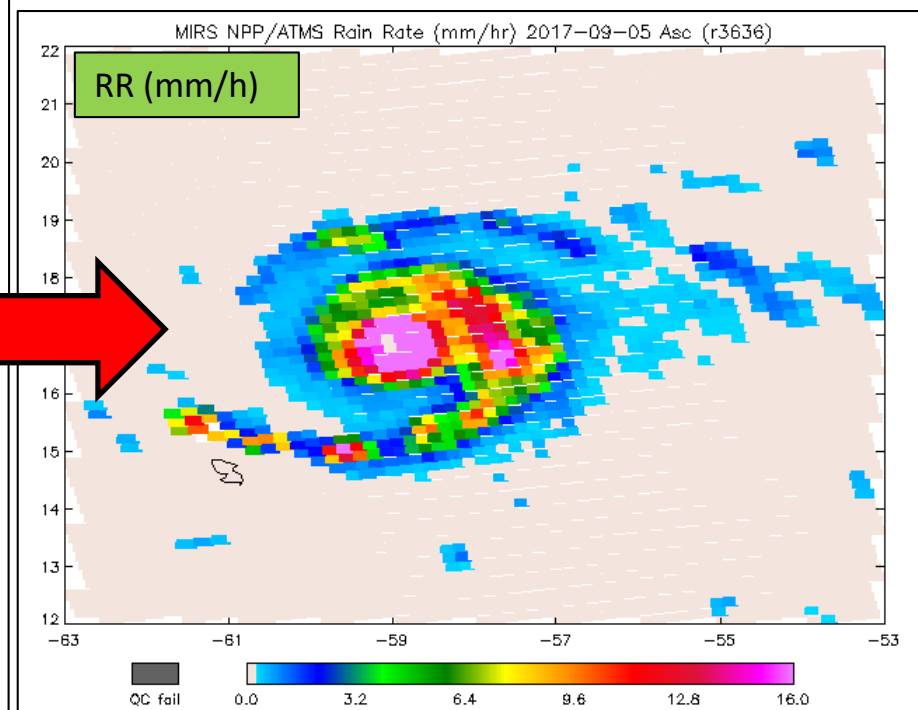 MIRS NPP/ATMS Rain Rate (mm/hr) 2017-09-05 Asc (r3636)
RR (mm/h)
22
21
20
19
18
17
16
15
14
13
12
-63 -61 -59 -57 -55 -53
QC fail 0.0 3.2 6.4 9.6 12.8 16.0